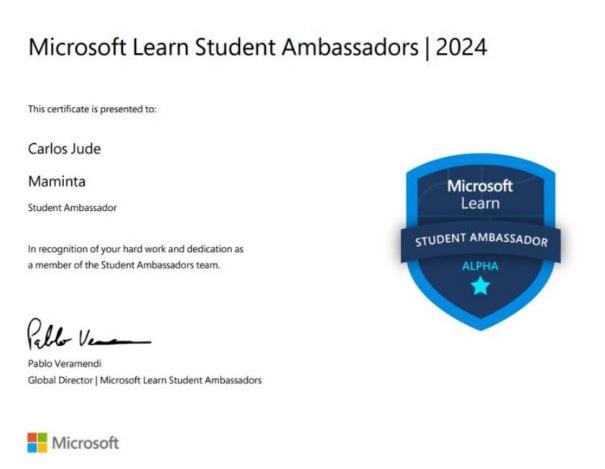 Microsoft Learn Student Ambassadors | 2024
This certificate is presented to:
Carlos Jude
Maminta
Student Ambassador
In recognition of your hard work and dedication as
a member of the Student Ambassadors team.
Microsoft
Learn
STUDENT AMBASSADOR
ALPHA
Pablo Veramendi
Global Director | Microsoft Learn Student Ambassadors
Microsoft